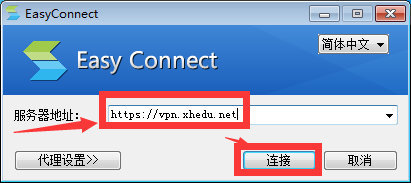 EasyConnect
Easy Connect
简体中文
服务器地址:
https://vpn.xhedu.net
代理设置>>
连接
取消